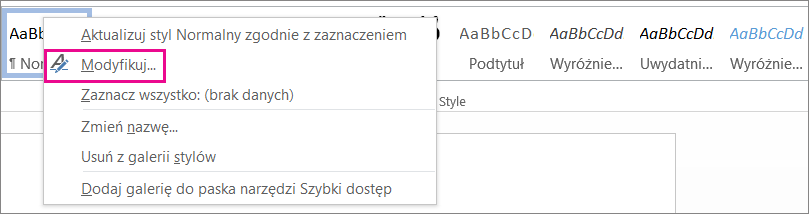 AaBb
¶ Nor
Aktualizuj styl Normalny zgodnie z zaznaczeniem
Modyfikuj...
Zaznacz wszystko: (brak danych)
Zmień nazwę...
Usuń z galerii stylów
Dodaj galerię do paska narzędzi Szybki dostęp
AaBbCcD
Podtytuł
AaBbCcDd
Wyróżnie...
AaBbCcDd
Uwydatni...
AaBbCcDd
Wyróżnie...
Style